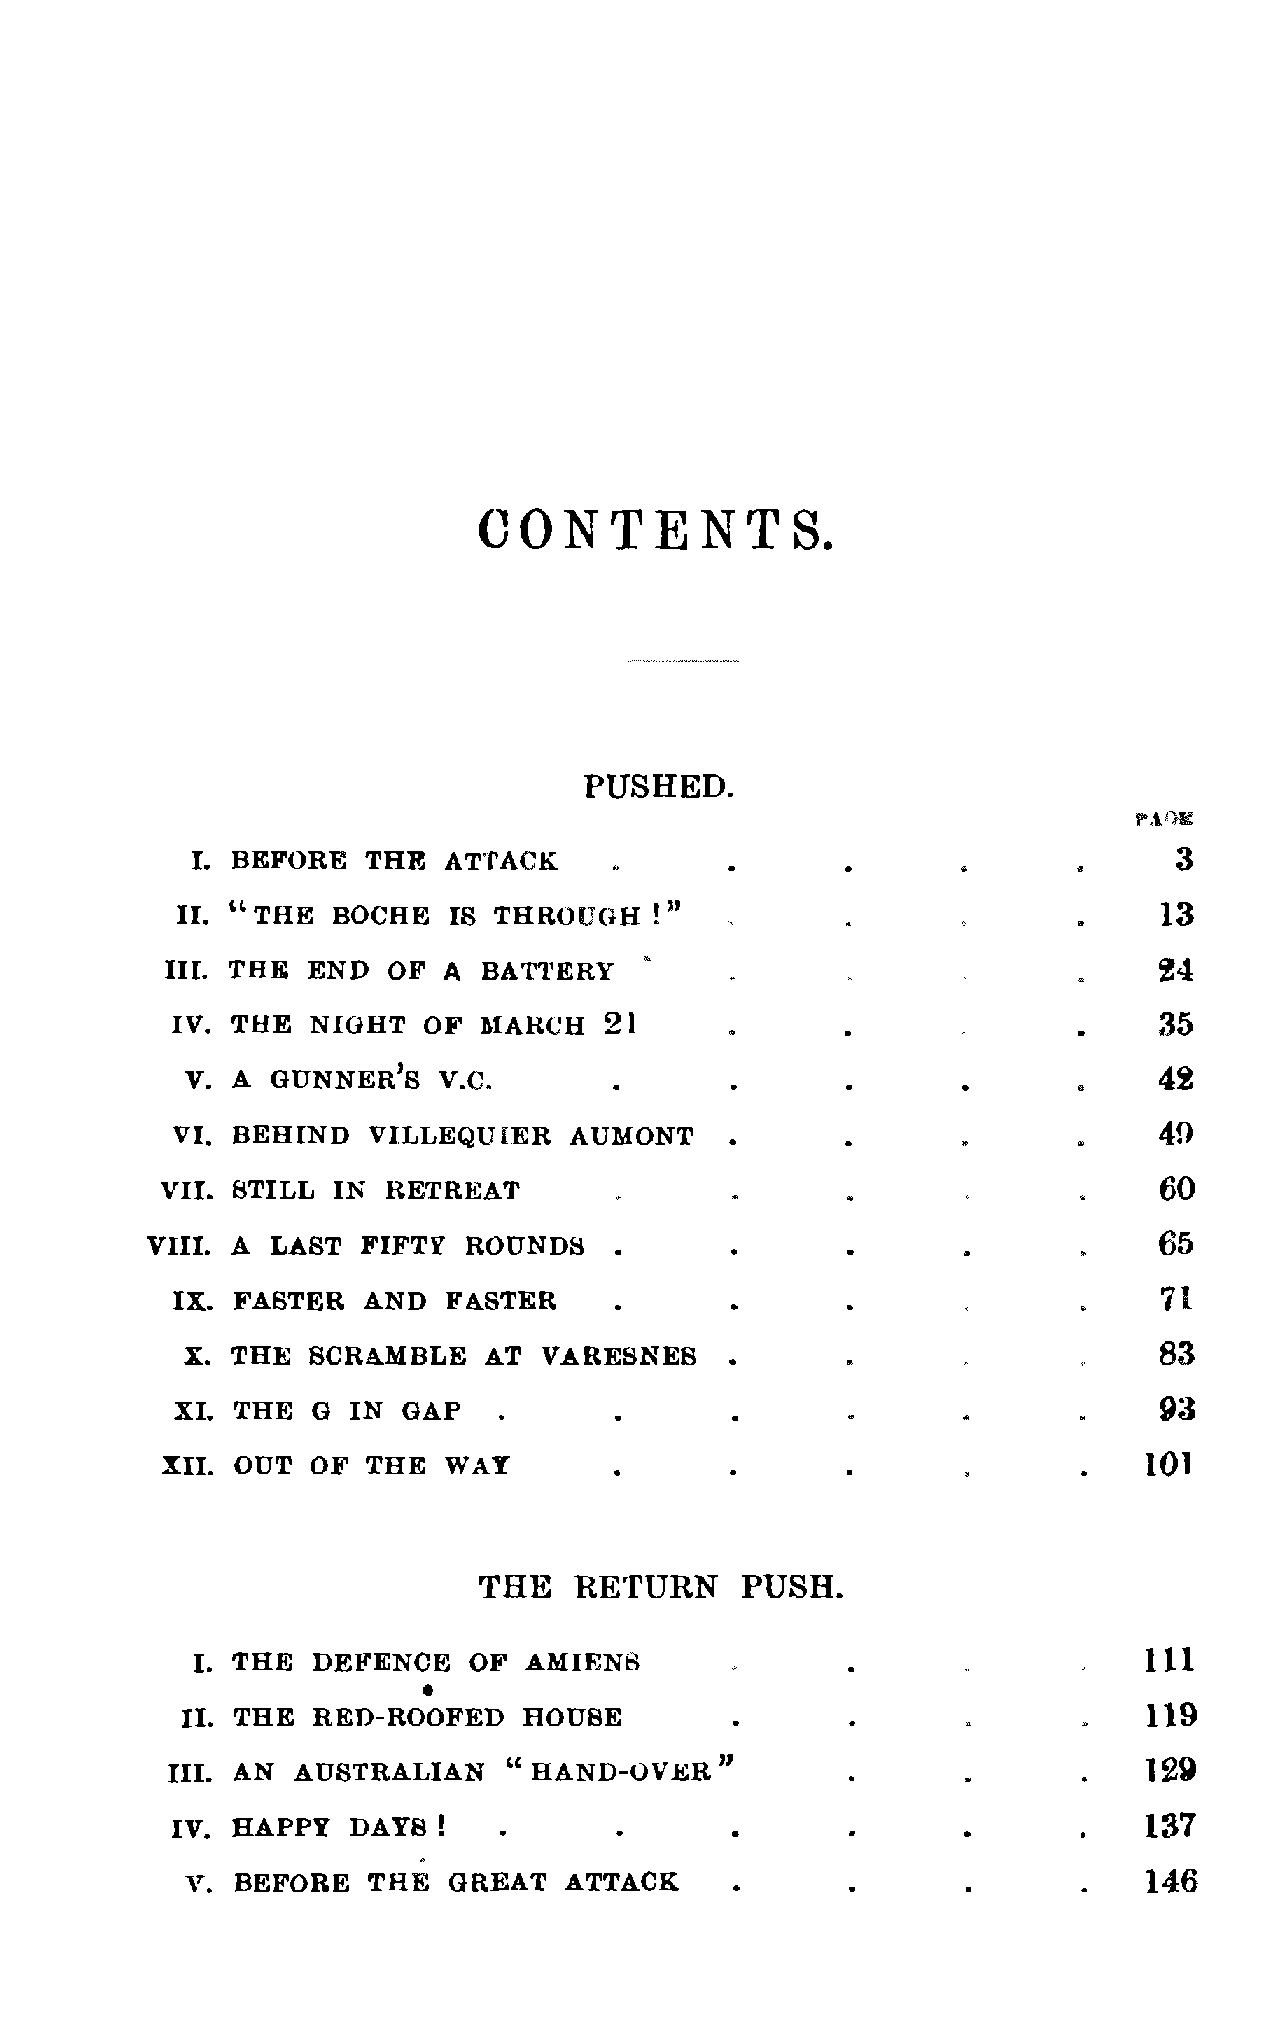 CONTENTS.
PUSHED.
PAGE
I. BEFORE THE ATTACK . . . . . 3
II. "THE BOCHE IS THROUGH!" . . . . 13
III. THE END OF A BATTERY . . . . 24
IV. THE NIGHT OF MARCH 21 . . . . 35
V. A GUNNER'S V.C. . . . . . 42
VI. BEHIND VILLEQUIER AUMONT . . . . 49
VII. STILL IN RETREAT . . . . . 60
VIII. A LAST FIFTY ROUNDS . . . . . 65
IX. FASTER AND FASTER . . . . . 71
X. THE SCRAMBLE AT VARESNES . . . . 83
XI. THE G IN GAP . . . . . . 93
XII. OUT OF THE WAY . . . . . 101
THE RETURN PUSH.
I. THE DEFENCE OF AMIENS . . . . 111
II. THE RED-ROOFED HOUSE . . . . 119
III. AN AUSTRALIAN "HAND-OVER" . . . 129
IV. HAPPY DAYS! . . . . . . 137
V. BEFORE THE GREAT ATTACK . . . . 146